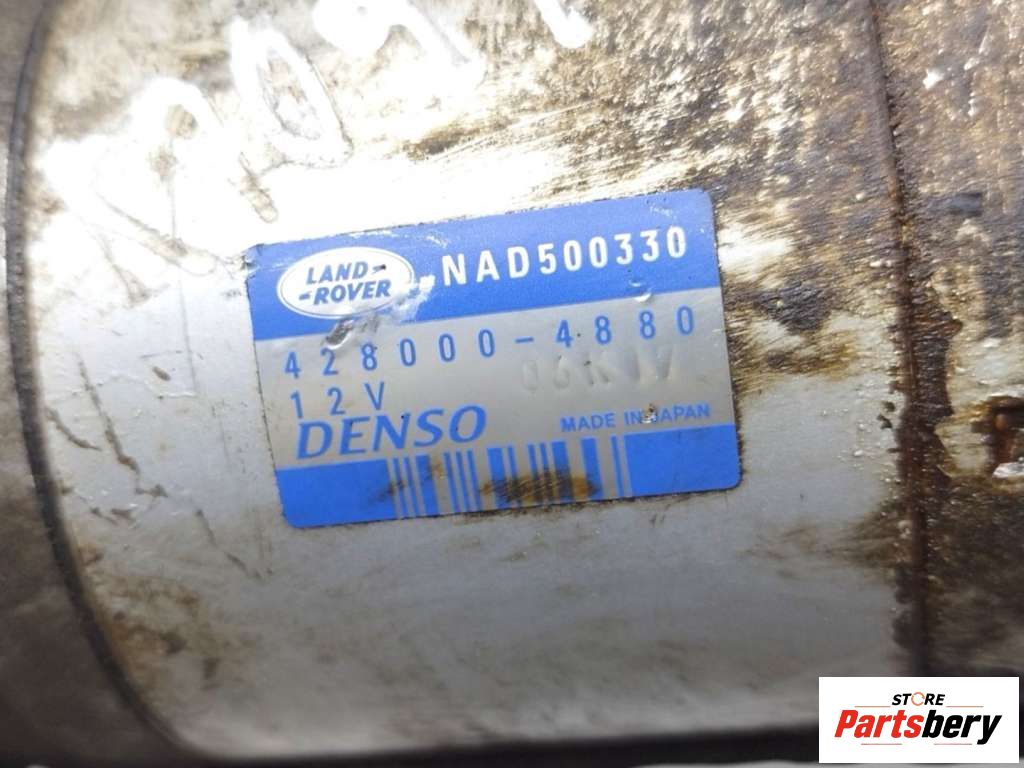 LAND-
-ROVER
NAD500330
428000-4880
12V
DENSO
MADE IN JAPAN
STORE
Partsbery